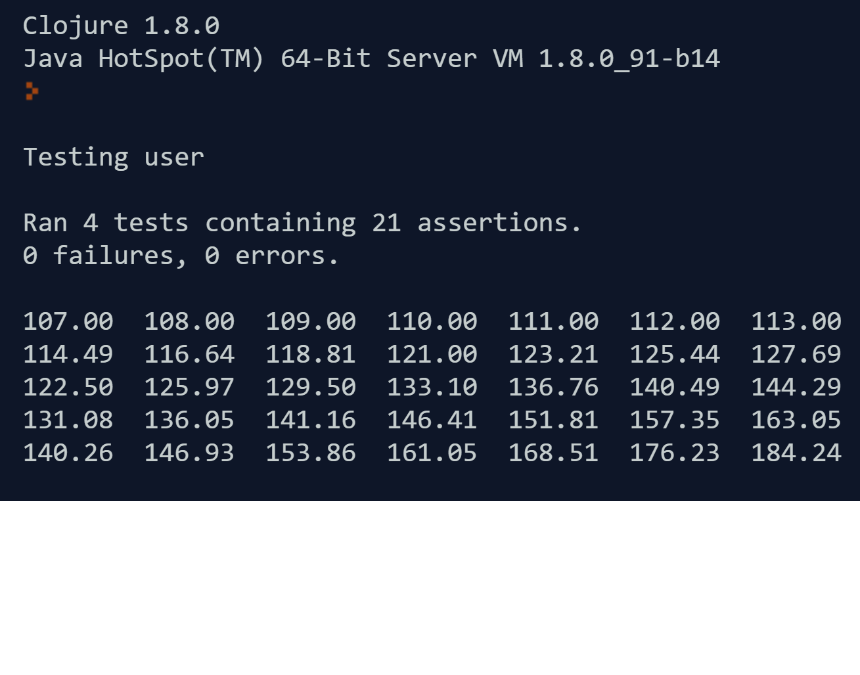 Clojure 1.8.0
Java HotSpot(TM) 64-Bit Server VM 1.8.0_91-b14
>
Testing user
Ran 4 tests containing 21 assertions.
0 failures, 0 errors.
107.00  108.00  109.00  110.00  111.00  112.00  113.00
114.49  116.64  118.81  121.00  123.21  125.44  127.69
122.50  125.97  129.50  133.10  136.76  140.49  144.29
131.08  136.05  141.16  146.41  151.81  157.35  163.05
140.26  146.93  153.86  161.05  168.51  176.23  184.24